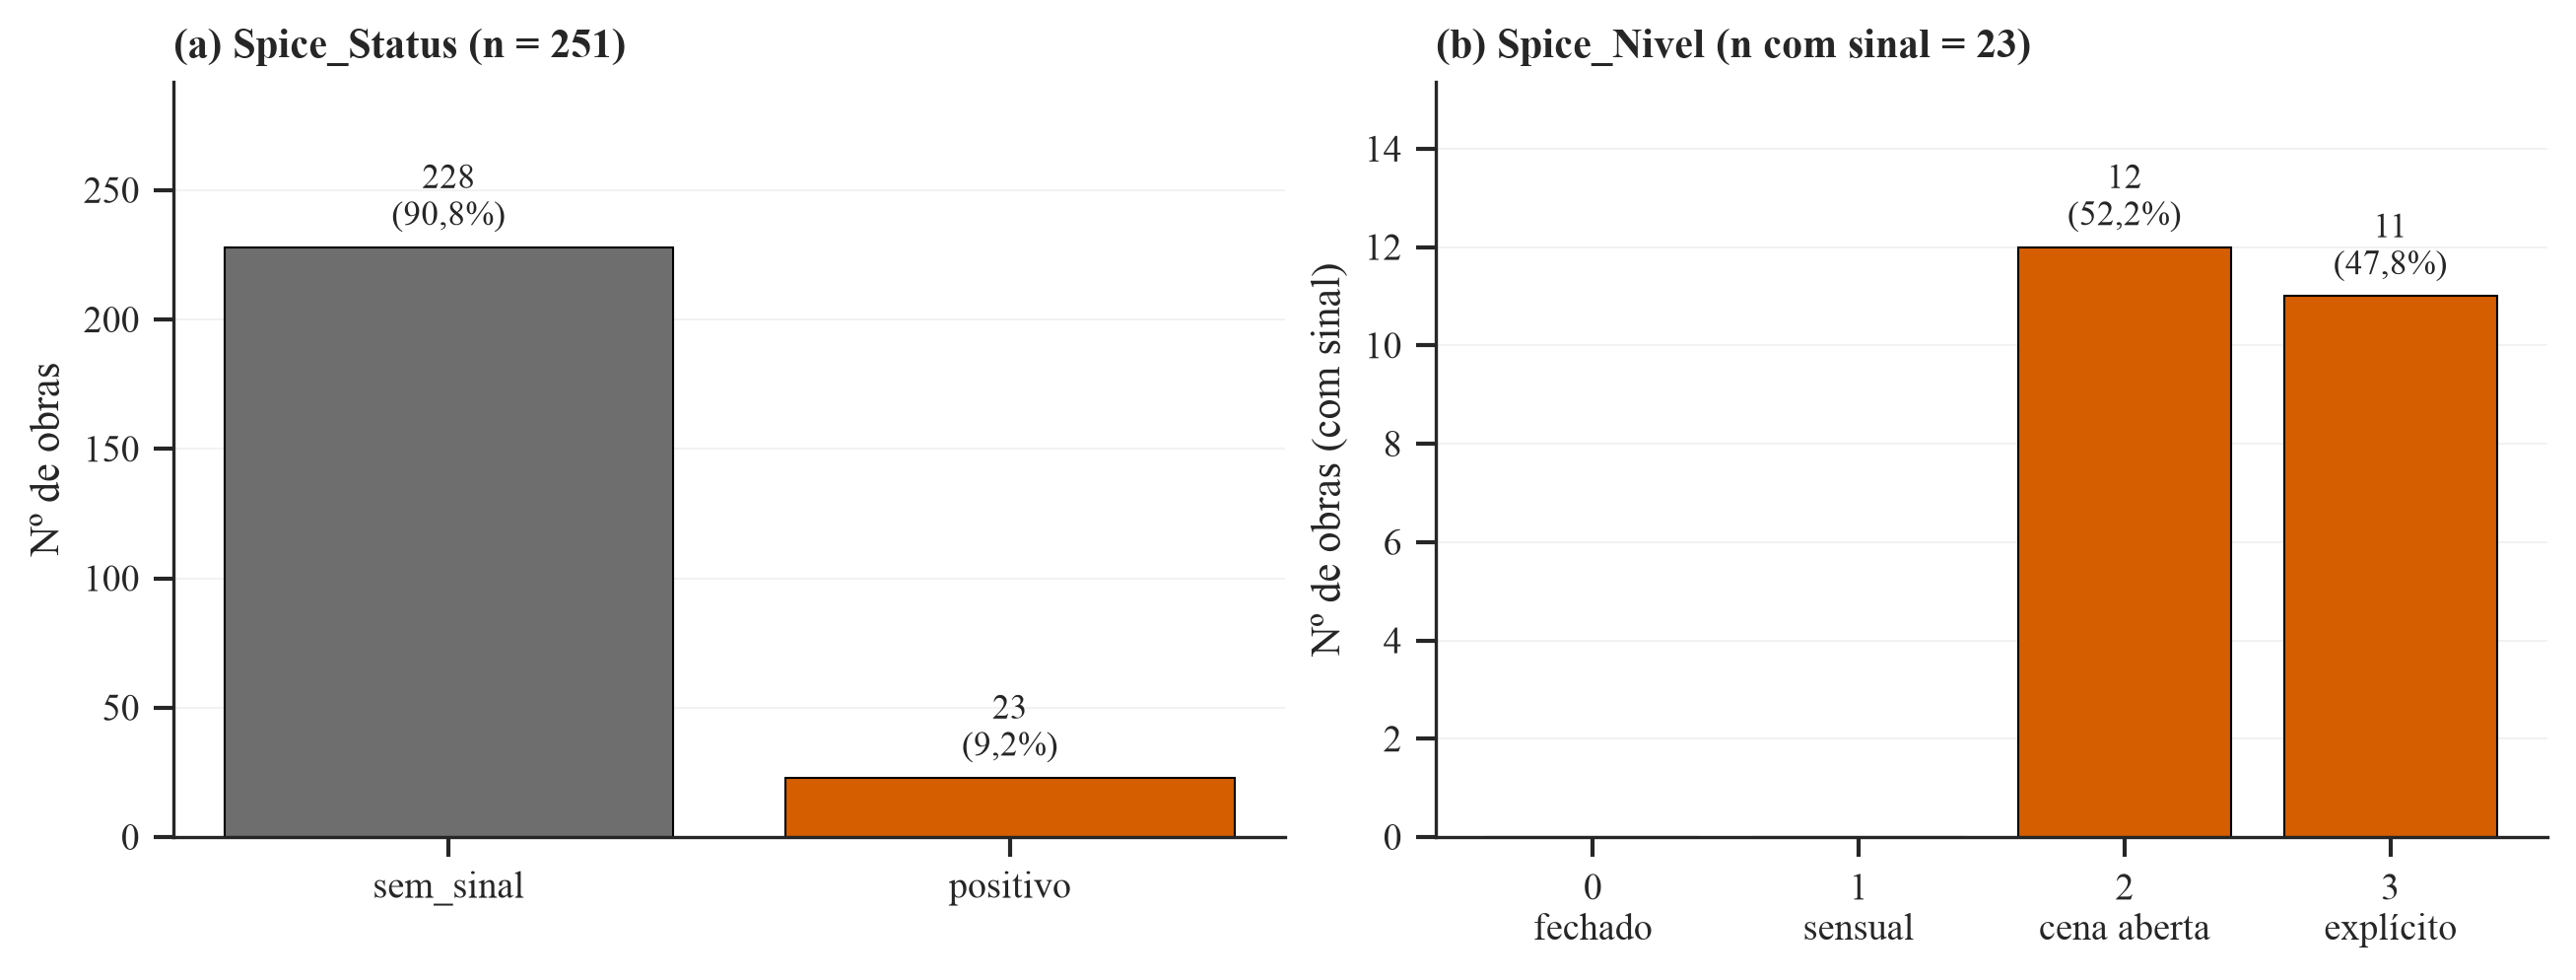 (a) Spice_Status (n = 251)
Nº de obras
250
200
150
100
50
0
228
(90,8%)
23
(9,2%)
sem_sinal
positivo
(b) Spice_Nivel (n com sinal = 23)
Nº de obras (com sinal)
14
12
10
8
6
4
2
0
12
(52,2%)
11
(47,8%)
0
fechado
1
sensual
2
cena aberta
3
explícito